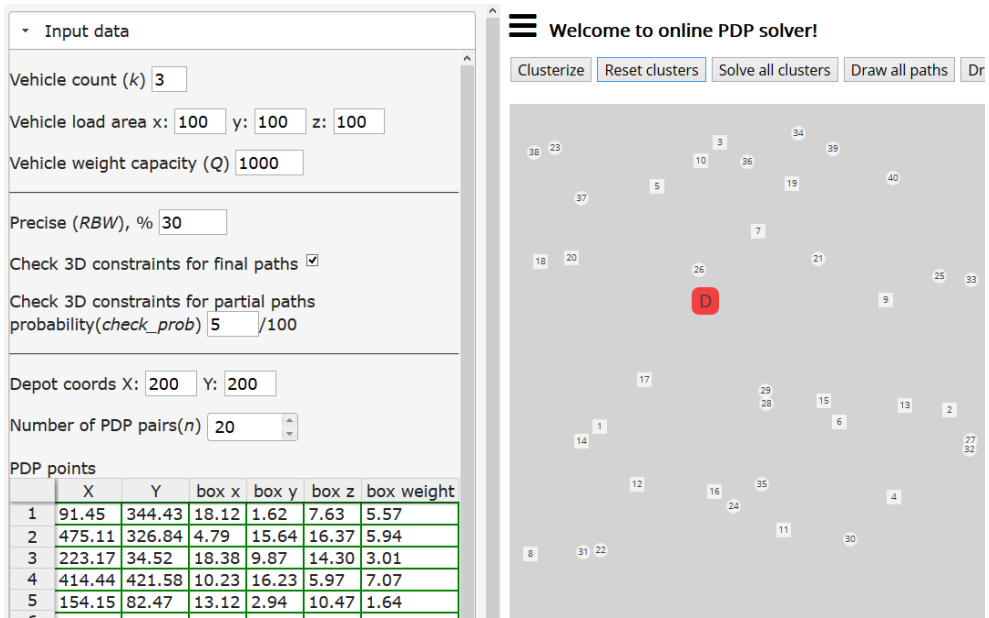 Input data
Vehicle count (k) 3
Vehicle load area x: 100 y: 100 z: 100
Vehicle weight capacity (Q) 1000
Precise (RBW), % 30
Check 3D constraints for final paths
Check 3D constraints for partial paths
probability(check_prob) 5 /100
Depot coords X: 200 Y: 200
Number of PDP pairs(n) 20
PDP points
X Y box x box y box z box weight
1 91.45 344.43 18.12 1.62 7.63 5.57
2 475.11 326.84 4.79 15.64 16.37 5.94
3 223.17 34.52 18.38 9.87 14.30 3.01
4 414.44 421.58 10.23 16.23 5.97 7.07
5 154.15 82.47 13.12 2.94 10.47 1.64
Welcome to online PDP solver!
Clusterize Reset clusters Solve all clusters Draw all paths Dr
34
3
38 23 39
10 36
40
5 19
37
7
18 20 21
26
25 33
D 9
17
29
28 15 13 2
6
1
14 27
32
12 35
16 4
24
11
30
8 31 22